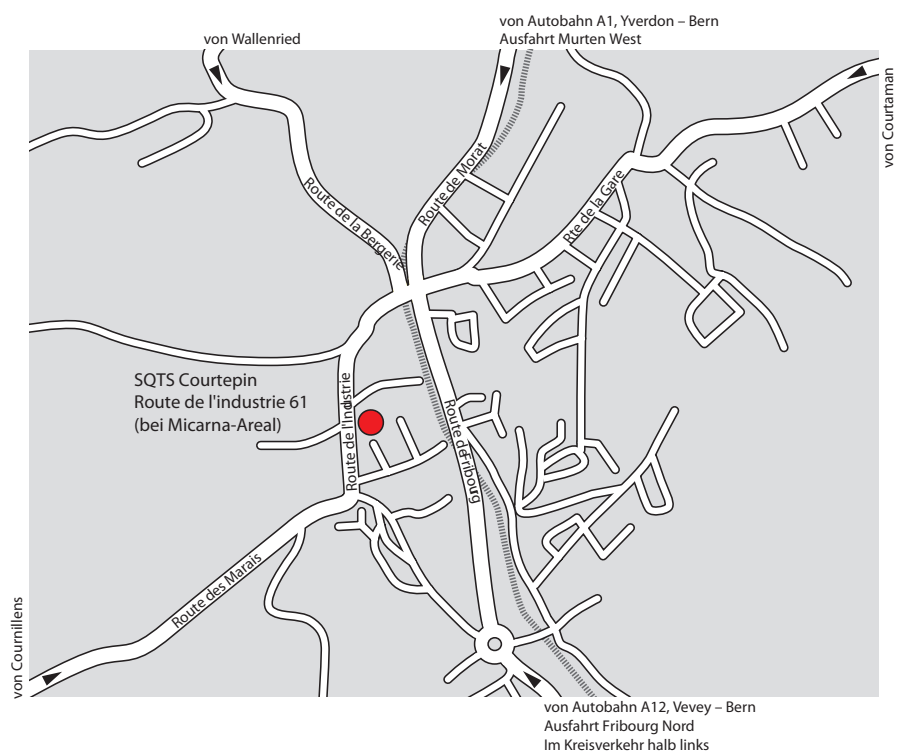 von Autobahn A1, Yverdon – Bern
Ausfahrt Murten West
von Wallenried
von Courtaman
Route de Morat
Rte de la Gare
Route de la Bergerie
SQTS Courtepin
Route de l'industrie 61
(bei Micarna-Areal)
Route de l'Industrie
Route de Fribourg
Route des Marais
von Cournillens
von Autobahn A12, Vevey – Bern
Ausfahrt Fribourg Nord
Im Kreisverkehr halb links